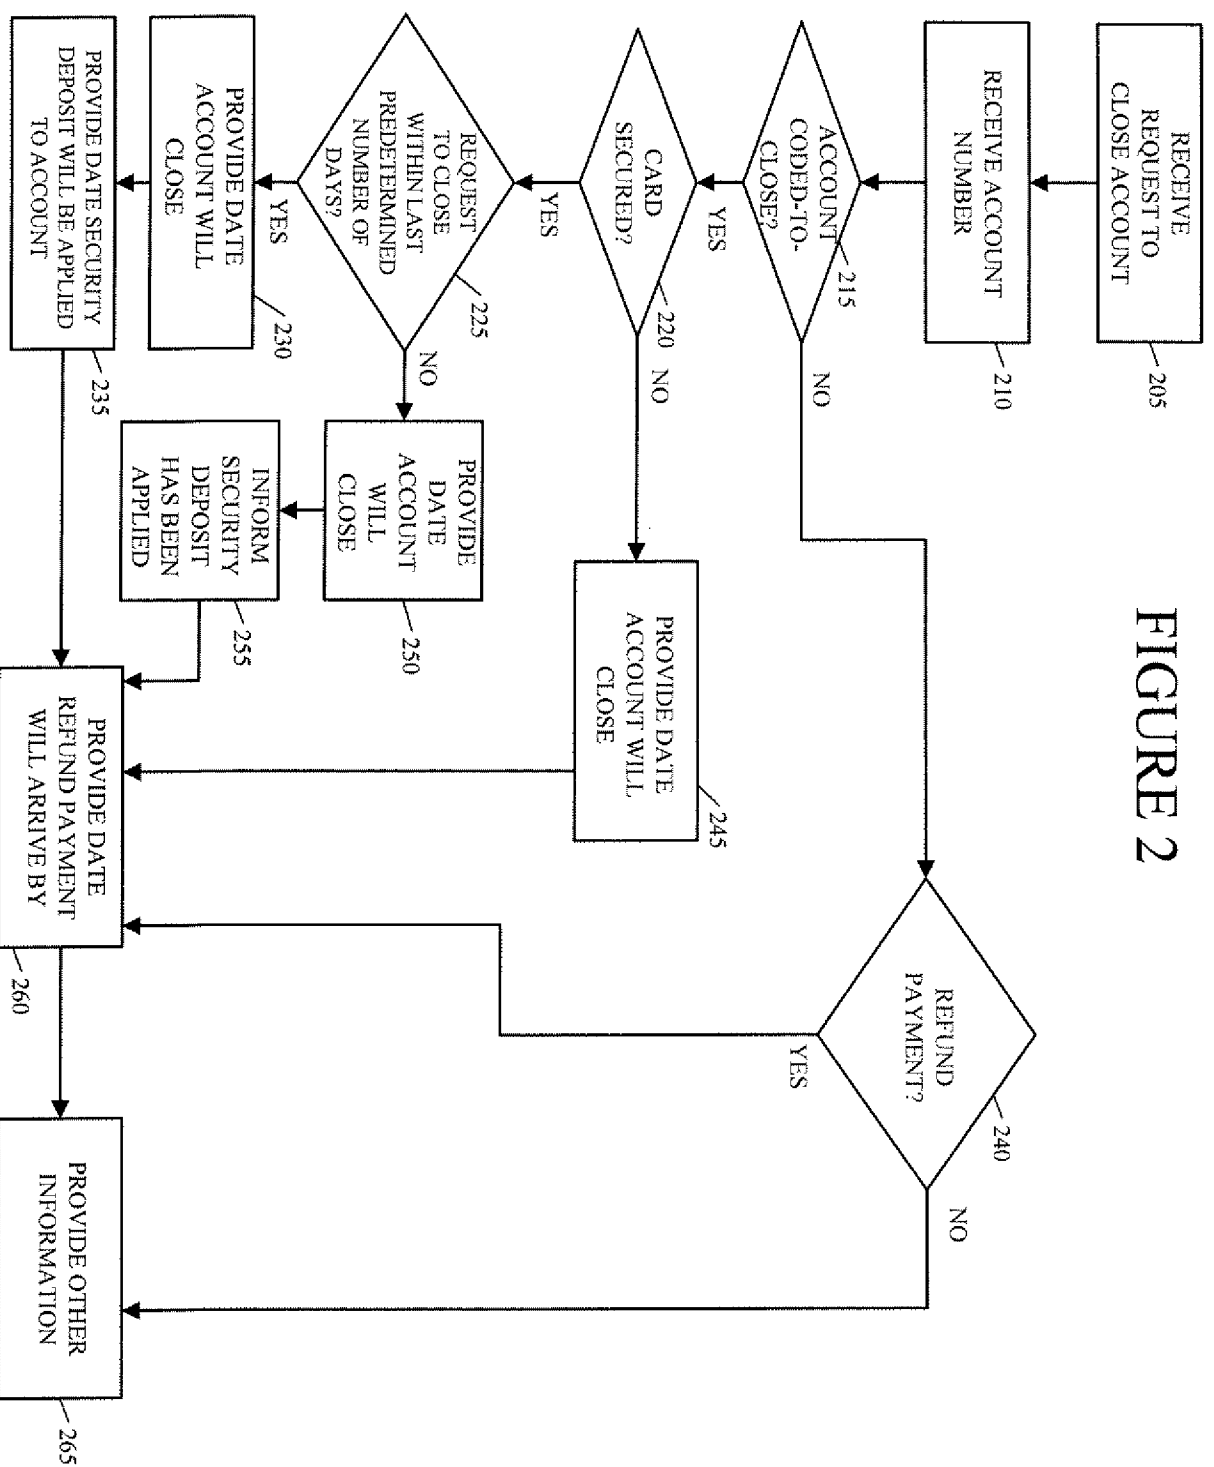 FIGURE 2
RECEIVE
REQUEST TO
CLOSE ACCOUNT
205
RECEIVE ACCOUNT
NUMBER
210
ACCOUNT
CODED-TO-
CLOSE?
215
NO
YES
REFUND
PAYMENT?
240
NO
YES
CARD
SECURED?
220
NO
YES
PROVIDE DATE
ACCOUNT WILL
CLOSE
245
REQUEST
TO CLOSE
WITHIN LAST
PREDETERMINED
NUMBER OF
DAYS?
225
NO
YES
PROVIDE
DATE
ACCOUNT
WILL
CLOSE
250
PROVIDE DATE
ACCOUNT WILL
CLOSE
230
INFORM
SECURITY
DEPOSIT
HAS BEEN
APPLIED
255
PROVIDE DATE SECURITY
DEPOSIT WILL BE APPLIED
TO ACCOUNT
235
PROVIDE DATE
REFUND PAYMENT
WILL ARRIVE BY
260
PROVIDE OTHER
INFORMATION
265